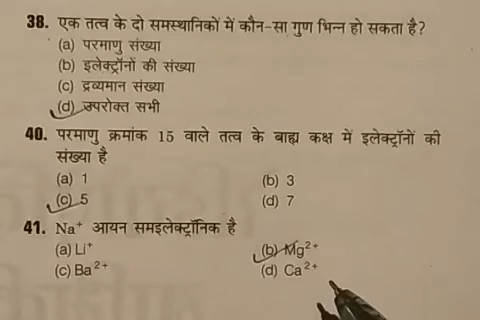 38. एक तत्व के दो समस्थानिकों में कौन-सा गुण भिन्न हो सकता है?
(a) परमाणु संख्या
(b) इलेक्ट्रॉनों की संख्या
(c) द्रव्यमान संख्या
(d) उपरोक्त सभी
40. परमाणु क्रमांक 15 वाले तत्व के बाह्य कक्ष में इलेक्ट्रॉनों की
संख्या है
(a) 1 (b) 3
(c) 5 (d) 7
41. Na⁺ आयन समइलेक्ट्रॉनिक है
(a) Li⁺ (b) Mg²⁺
(c) Ba²⁺ (d) Ca²⁺